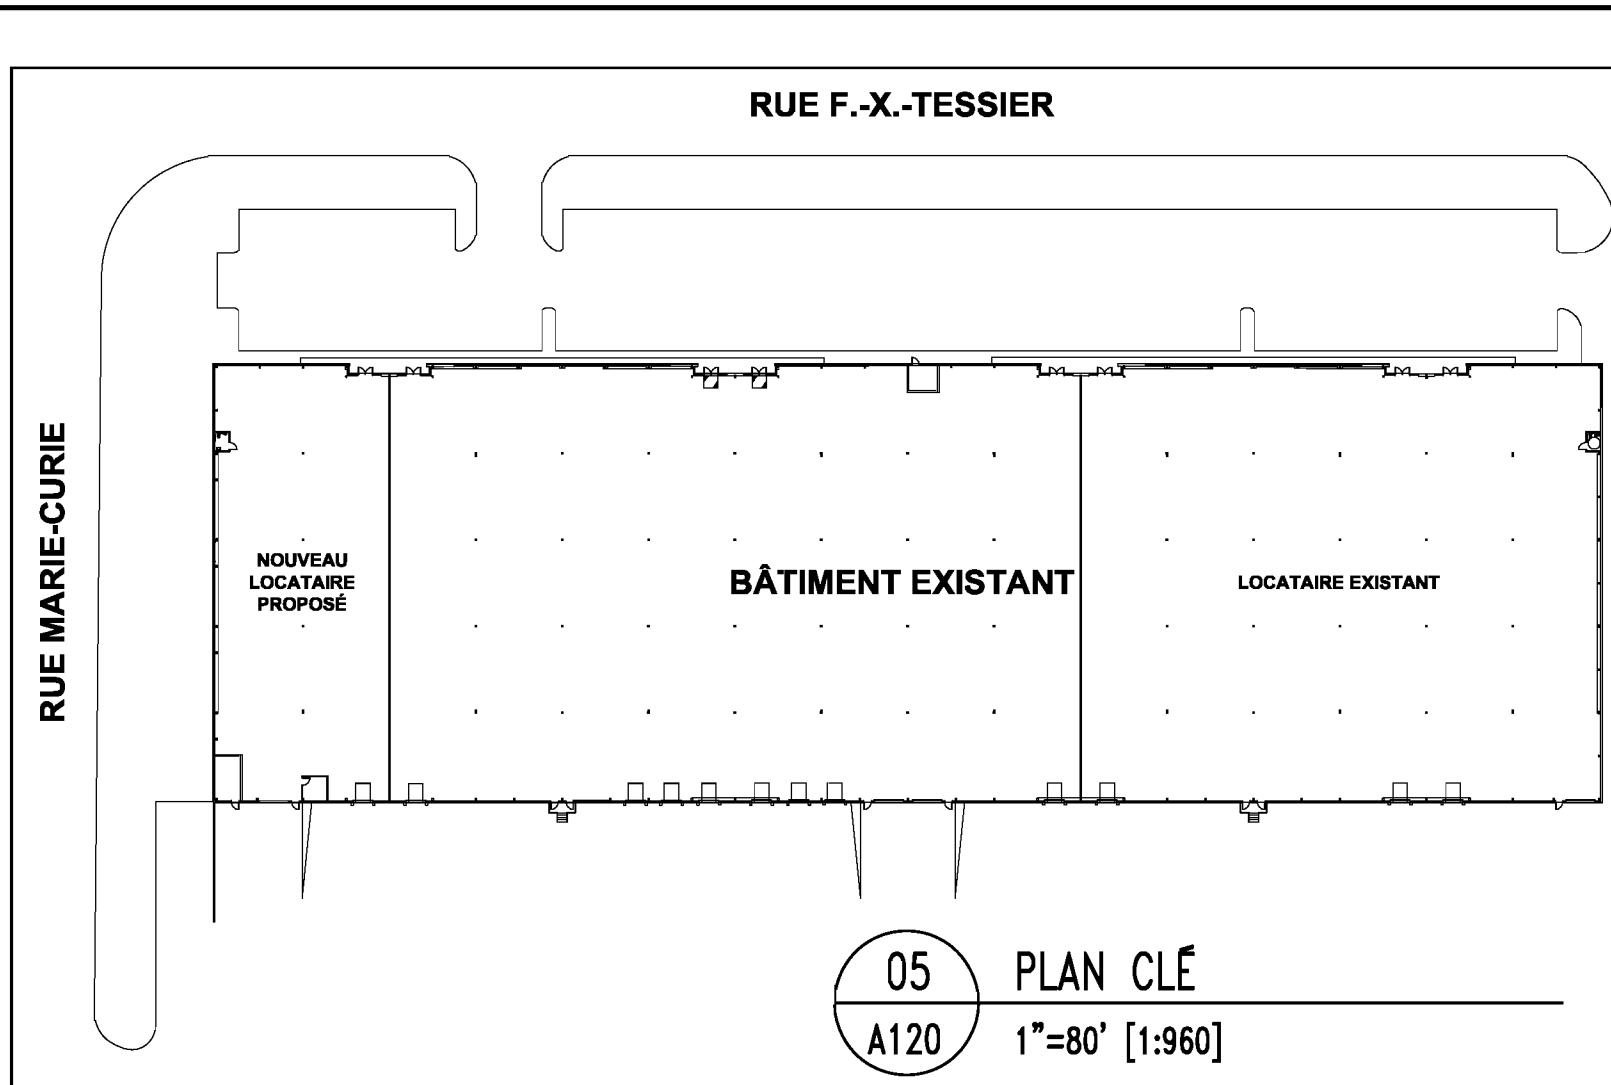 RUE F.-X.-TESSIER
RUE MARIE-CURIE
NOUVEAU
LOCATAIRE
PROPOSÉ
BÂTIMENT EXISTANT
LOCATAIRE EXISTANT
05
PLAN CLÉ
A120
1"=80' [1:960]